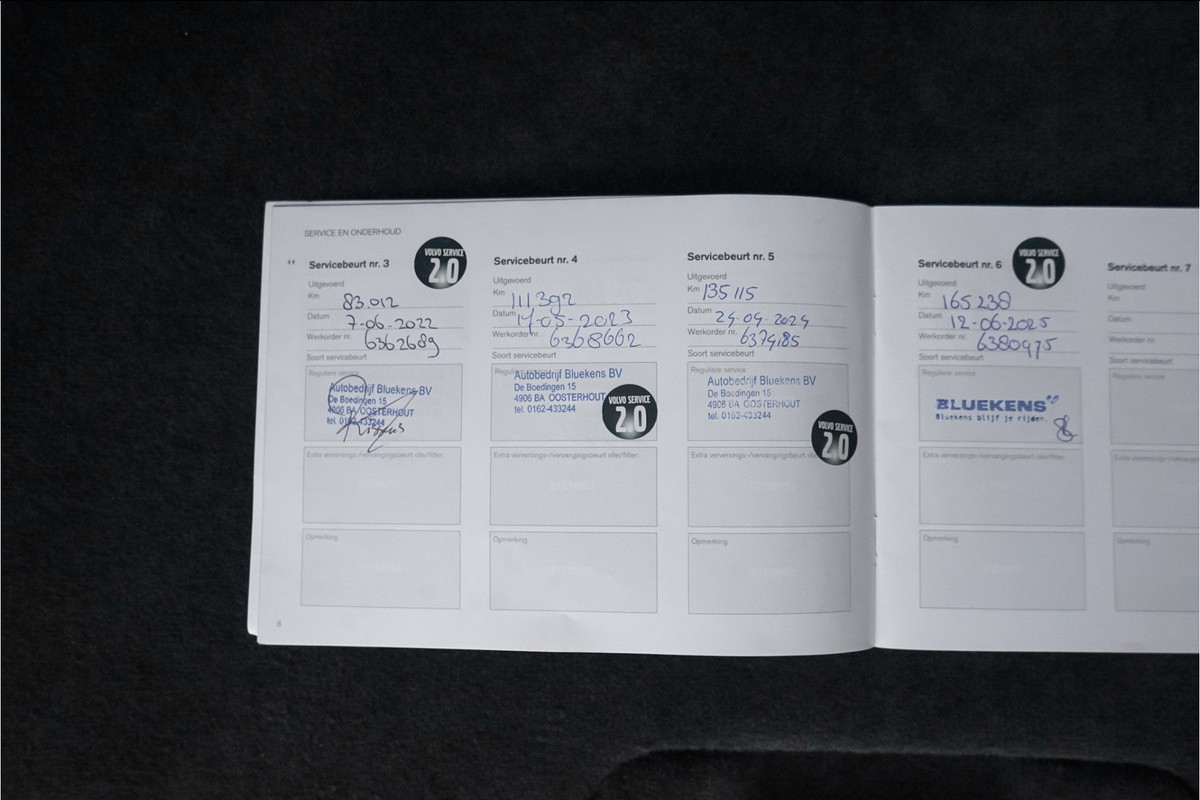 SERVICE EN ONDERHOUD
Servicebeurt nr. 3
VOLVO SERVICE
2.0
Uitgevoerd
Km 83.012
Datum 7-06-2022
Werkorder nr. 6362689
Soort servicebeurt
Reguliere service
Autobedrijf Bluekens BV
De Boedingen 15
4906 BA OOSTERHOUT
tel. 0162-433244
Extra verversings-/vervangingsbeurt olie/filter:
Opmerking
8
Servicebeurt nr. 4
Uitgevoerd
Km 111392
Datum 17-05-2023
Werkorder nr. 6368662
Soort servicebeurt
Autobedrijf Bluekens BV
De Boedingen 15
4906 BA OOSTERHOUT
tel. 0162-433244
VOLVO SERVICE
2.0
Extra verversings-/vervangingsbeurt olie/filter:
Opmerking
Servicebeurt nr. 5
Uitgevoerd
Km 135115
Datum 24-04-2024
Werkorder nr. 6374185
Soort servicebeurt
Reguliere service
Autobedrijf Bluekens BV
De Boedingen 15
4906 BA OOSTERHOUT
tel. 0162-433244
VOLVO SERVICE
2.0
Extra verversings-/vervangingsbeurt
Opmerking
Servicebeurt nr. 6
VOLVO SERVICE
2.0
Uitgevoerd
Km 165238
Datum 12-06-2025
Werkorder nr. 6380975
Soort servicebeurt
Reguliere service
BLUEKENS
Bluekens blijf je rijden.
Extra verversings-/vervangingsbeurt olie/filter:
Opmerking
Servicebeurt nr. 7
Uitgevoerd
Km
Datum
Werkorder nr.
Soort servicebeurt
Reguliere service
Extra verversings-/vervangings
Opmerking